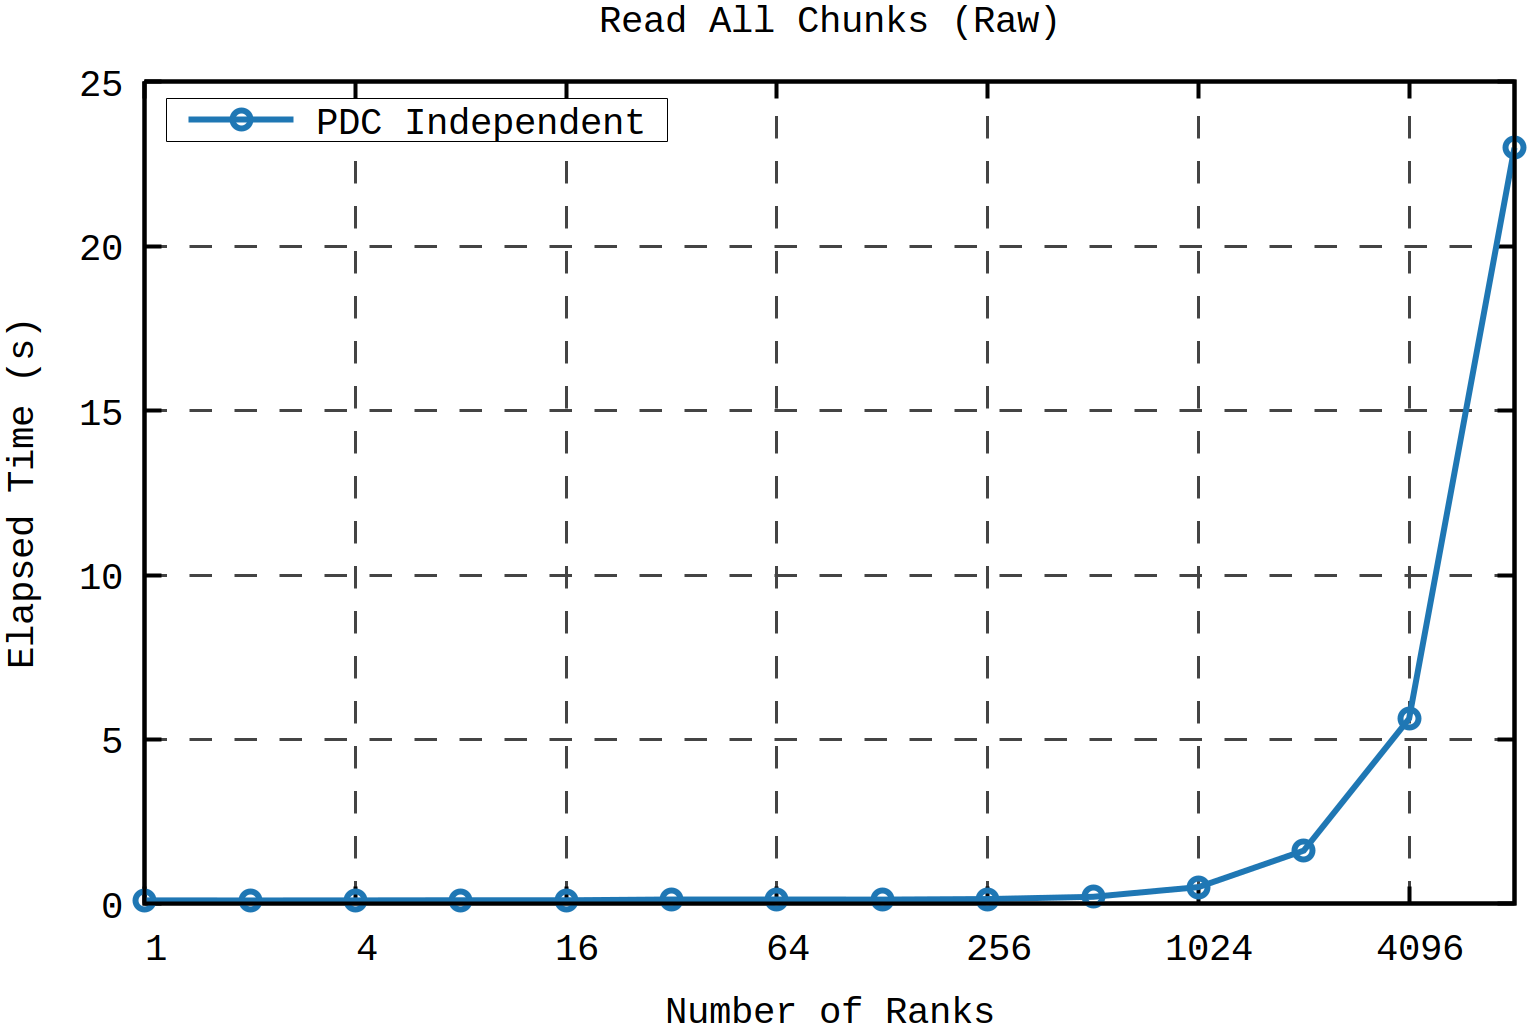 Read All Chunks (Raw)
PDC Independent
25
20
15
10
5
0
Elapsed Time (s)
1 4 16 64 256 1024 4096
Number of Ranks